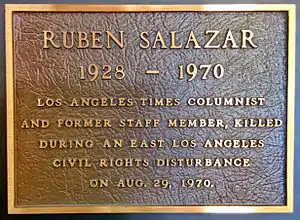 RUBEN SALAZAR
1928 – 1970
LOS ANGELES TIMES COLUMNIST
AND FORMER STAFF MEMBER, KILLED
DURING AN EAST LOS ANGELES
CIVIL RIGHTS DISTURBANCE
ON AUG. 29, 1970.